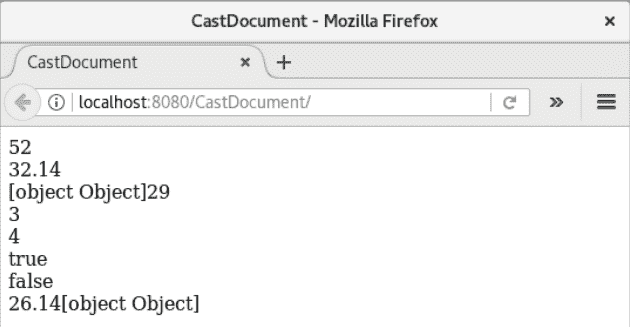 CastDocument - Mozilla Firefox ×
CastDocument × +
localhost:8080/CastDocument/ »
52
32.14
[object Object]29
3
4
true
false
26.14[object Object]